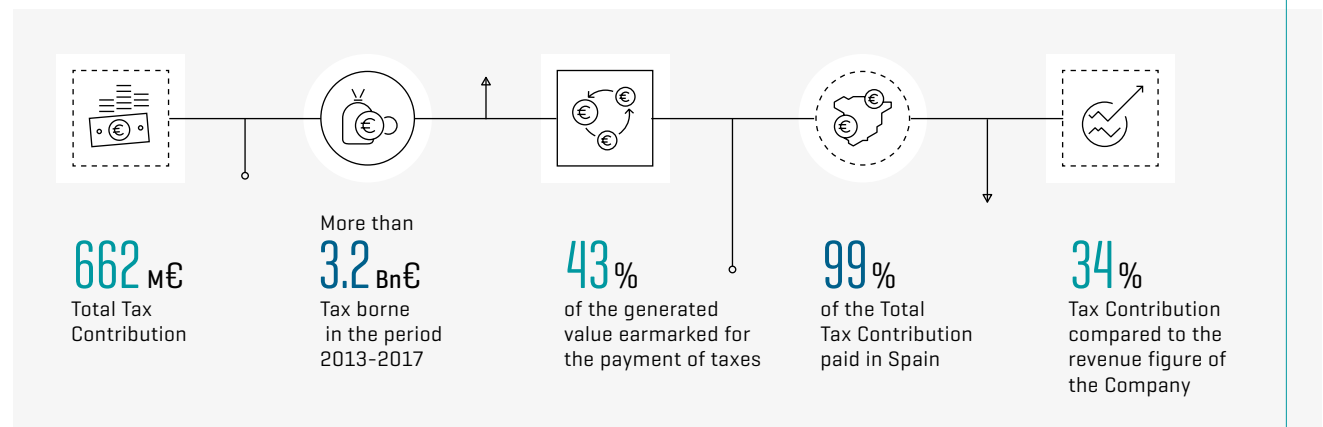 662 M€
Total Tax
Contribution
More than
3.2 Bn€
Tax borne
in the period
2013-2017
43 %
of the generated
value earmarked for
the payment of taxes
99 %
of the Total
Tax Contribution
paid in Spain
34 %
Tax Contribution
compared to the
revenue figure of
the Company